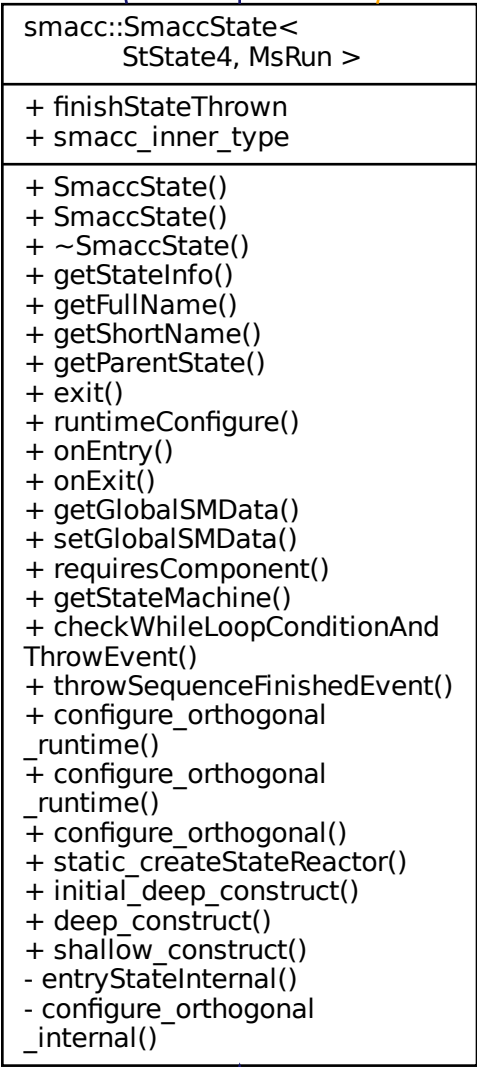 smacc::SmaccState<
StState4, MsRun >
+ finishStateThrown
+ smacc_inner_type
+ SmaccState()
+ SmaccState()
+ ~SmaccState()
+ getStateInfo()
+ getFullName()
+ getShortName()
+ getParentState()
+ exit()
+ runtimeConfigure()
+ onEntry()
+ onExit()
+ getGlobalSMData()
+ setGlobalSMData()
+ requiresComponent()
+ getStateMachine()
+ checkWhileLoopConditionAnd
ThrowEvent()
+ throwSequenceFinishedEvent()
+ configure_orthogonal
_runtime()
+ configure_orthogonal
_runtime()
+ configure_orthogonal()
+ static_createStateReactor()
+ initial_deep_construct()
+ deep_construct()
+ shallow_construct()
- entryStateInternal()
- configure_orthogonal
_internal()